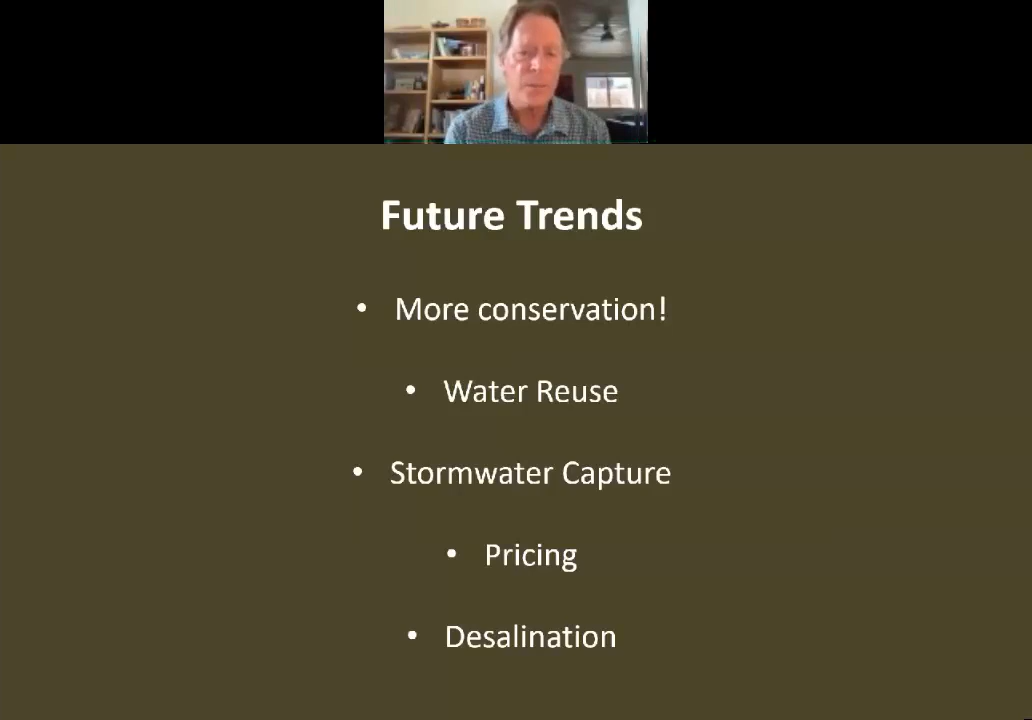 Future Trends
• More conservation!
• Water Reuse
• Stormwater Capture
• Pricing
• Desalination